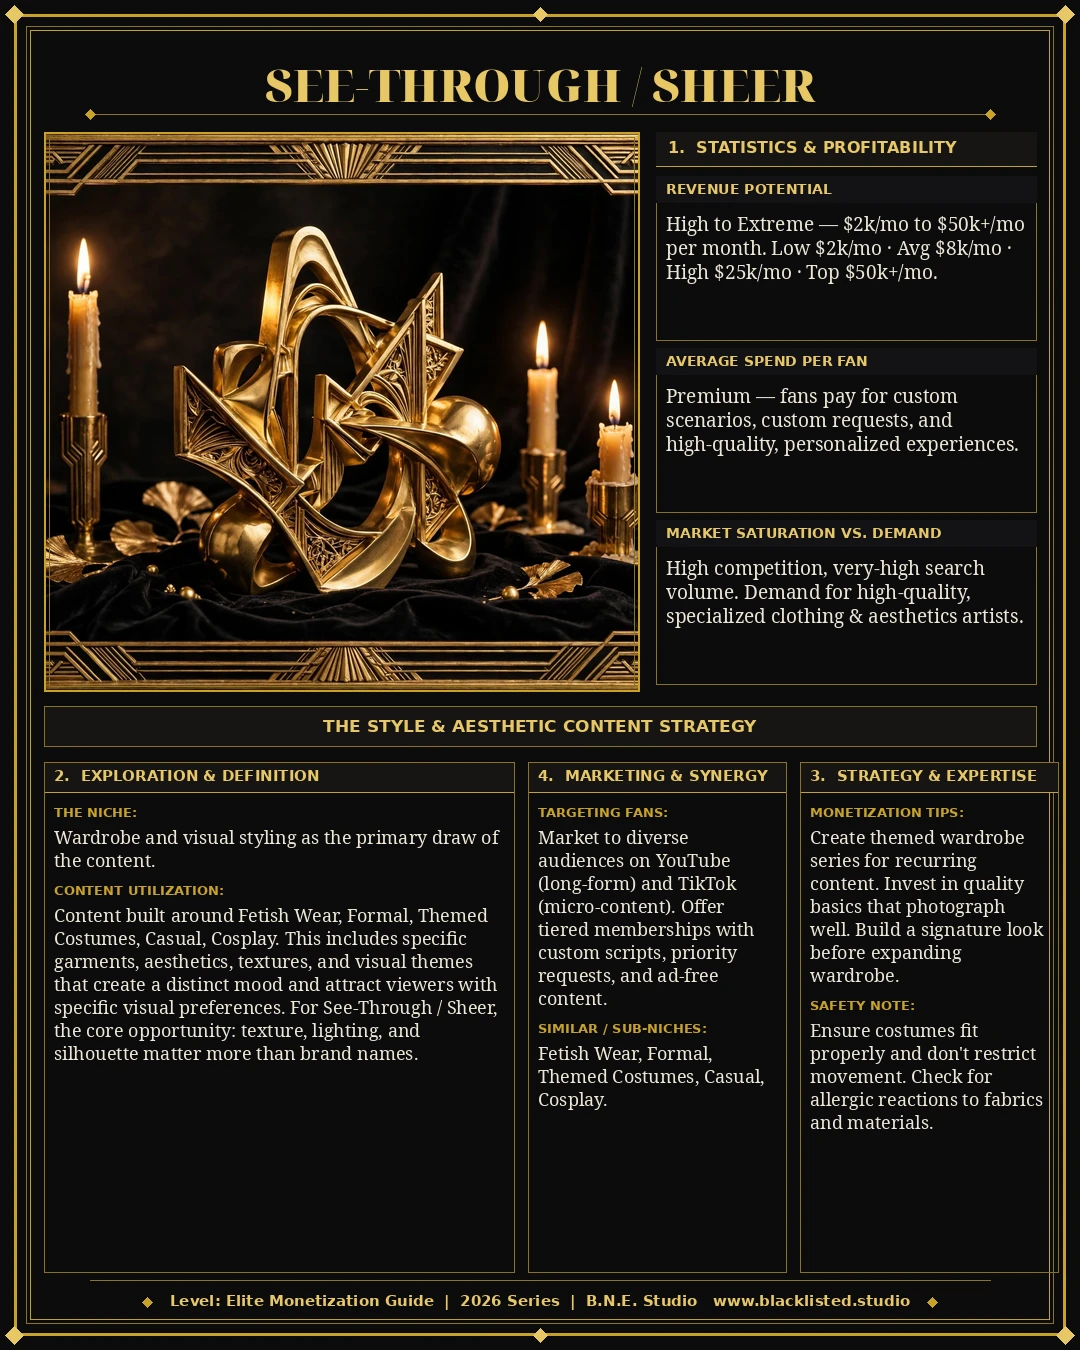 SEE-THROUGH / SHEER
1. STATISTICS & PROFITABILITY
REVENUE POTENTIAL
High to Extreme — $2k/mo to $50k+/mo
per month. Low $2k/mo · Avg $8k/mo ·
High $25k/mo · Top $50k+/mo.
AVERAGE SPEND PER FAN
Premium — fans pay for custom
scenarios, custom requests, and
high-quality, personalized experiences.
MARKET SATURATION VS. DEMAND
High competition, very-high search
volume. Demand for high-quality,
specialized clothing & aesthetics artists.
THE STYLE & AESTHETIC CONTENT STRATEGY
2. EXPLORATION & DEFINITION
THE NICHE:
Wardrobe and visual styling as the primary draw of
the content.
CONTENT UTILIZATION:
Content built around Fetish Wear, Formal, Themed
Costumes, Casual, Cosplay. This includes specific
garments, aesthetics, textures, and visual themes
that create a distinct mood and attract viewers with
specific visual preferences. For See-Through / Sheer,
the core opportunity: texture, lighting, and
silhouette matter more than brand names.
4. MARKETING & SYNERGY
TARGETING FANS:
Market to diverse
audiences on YouTube
(long-form) and TikTok
(micro-content). Offer
tiered memberships with
custom scripts, priority
requests, and ad-free
content.
SIMILAR / SUB-NICHES:
Fetish Wear, Formal,
Themed Costumes, Casual,
Cosplay.
3. STRATEGY & EXPERTISE
MONETIZATION TIPS:
Create themed wardrobe
series for recurring
content. Invest in quality
basics that photograph
well. Build a signature look
before expanding
wardrobe.
SAFETY NOTE:
Ensure costumes fit
properly and don't restrict
movement. Check for
allergic reactions to fabrics
and materials.
Level: Elite Monetization Guide | 2026 Series | B.N.E. Studio www.blacklisted.studio